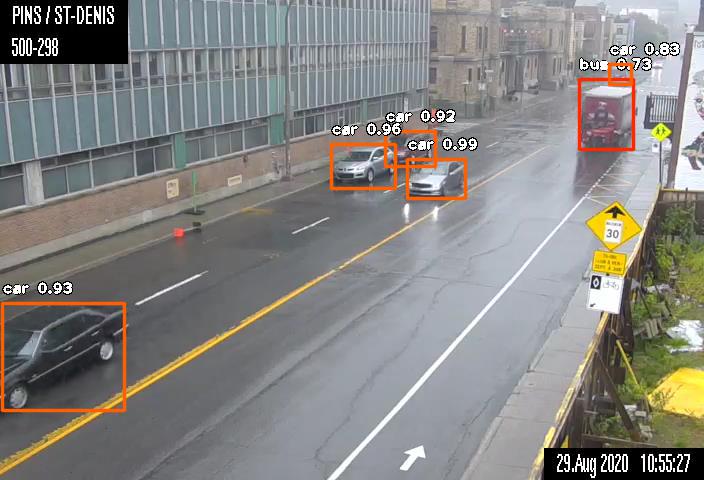 PINS / ST-DENIS
500-298
car 0.83
bus 0.73
car 0.92
car 0.96
car 0.99
car 0.93
MAXIMUM
30
29.Aug 2020 10:55:27